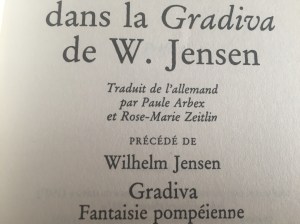 dans la Gradiva
de W. Jensen
Traduit de l'allemand
par Paule Arbex
et Rose-Marie Zeitlin
PRÉCÉDÉ DE
Wilhelm Jensen
Gradiva
Fantaisie pompéienne